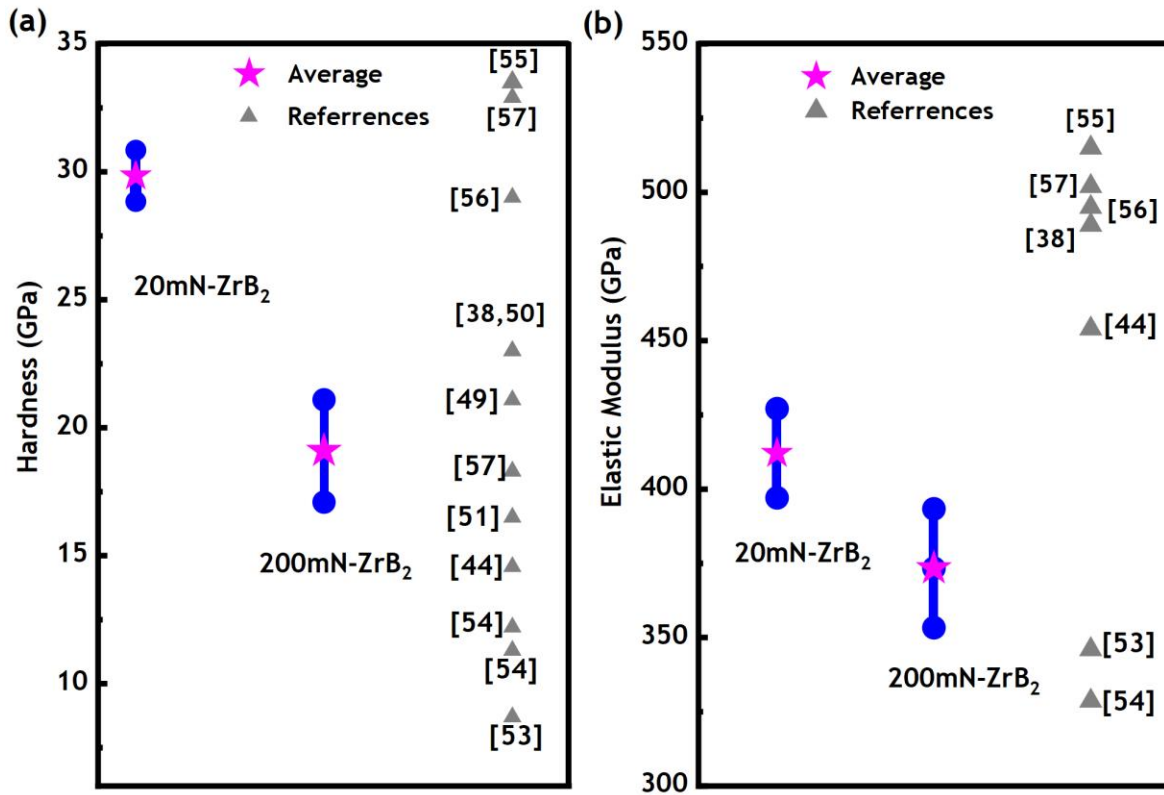 (a)
35
30
25
20
15
10
Hardness (GPa)
Average
Referrences
[55]
[57]
[56]
20mN-ZrB₂
[38,50]
[49]
[57]
[51]
200mN-ZrB₂
[44]
[54]
[54]
[53]
(b)
550
500
450
400
350
300
Elastic Modulus (GPa)
Average
Referrences
[55]
[57]
[56]
[38]
[44]
20mN-ZrB₂
[53]
200mN-ZrB₂
[54]